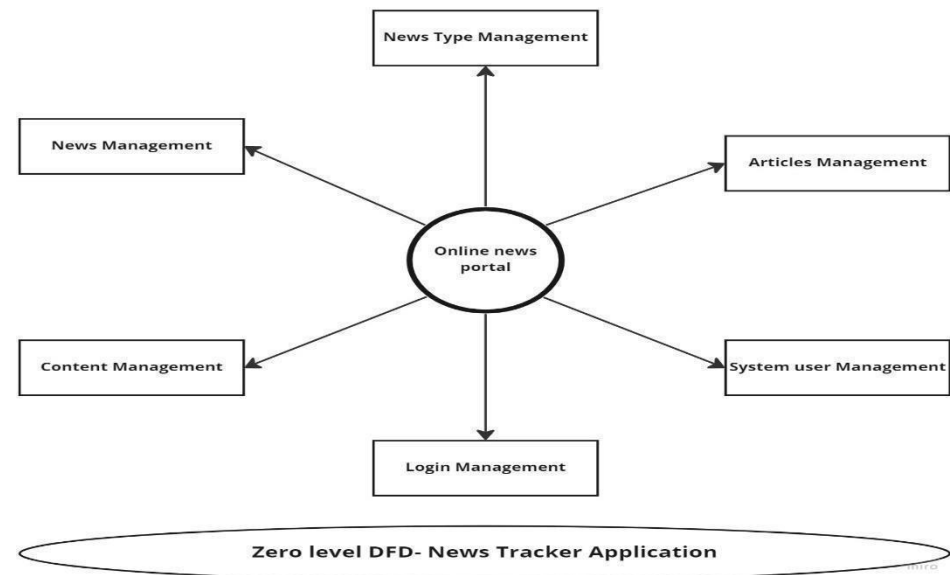 News Type Management
News Management
Articles Management
Online news
portal
Content Management
System user Management
Login Management
Zero level DFD- News Tracker Application
miro